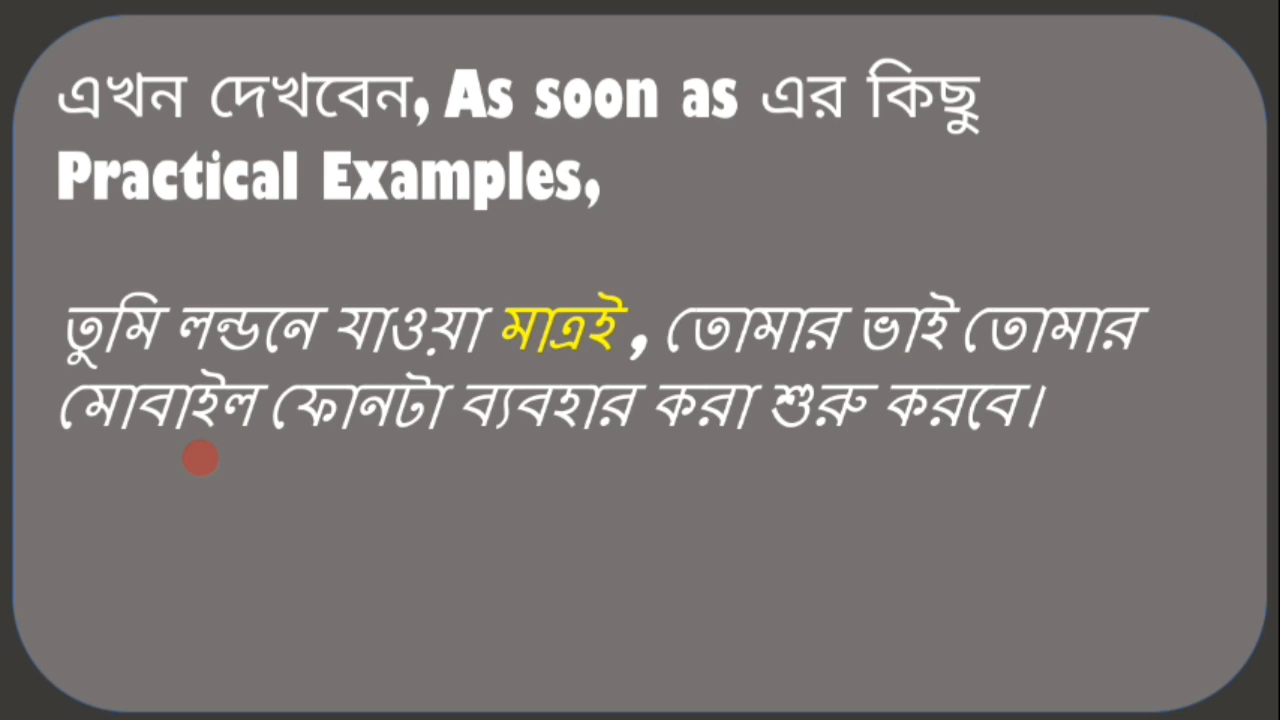 এখন দেখবেন, As soon as এর কিছু
Practical Examples,
তুমি লন্ডনে যাওয়া মাত্রই , তোমার ভাই তোমার
মোবাইল ফোনটা ব্যবহার করা শুরু করবে।